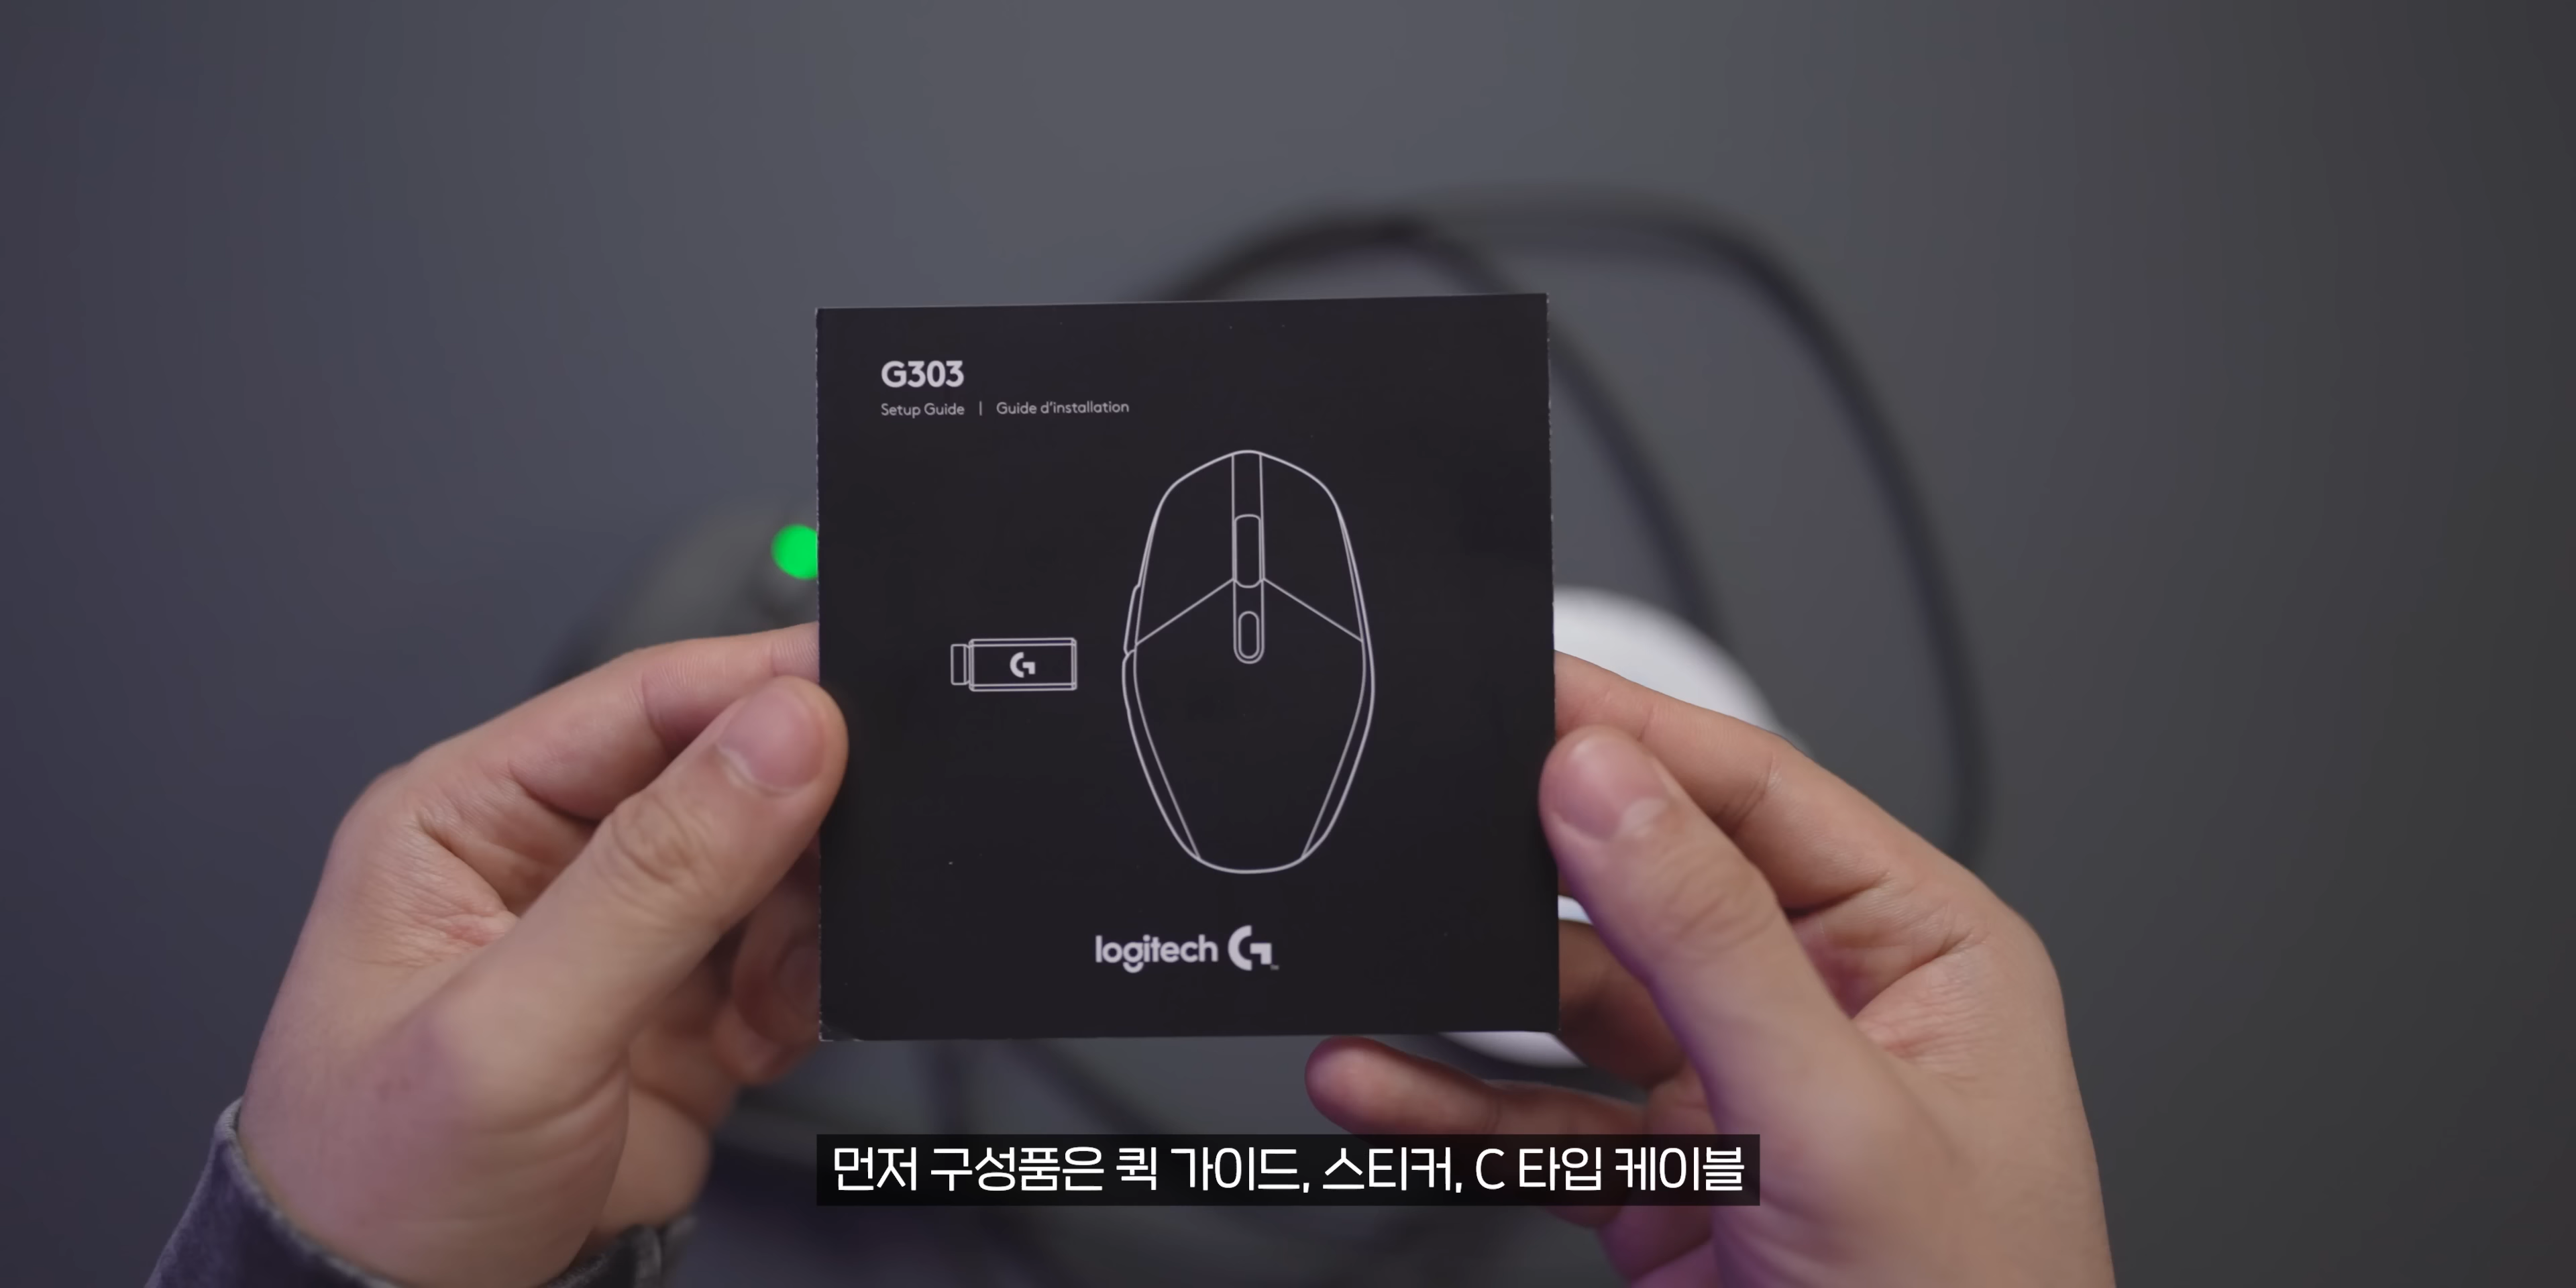 G303
Setup Guide | Guide d'installation
G
logitech G
먼저 구성품은 퀵 가이드, 스티커, C 타입 케이블